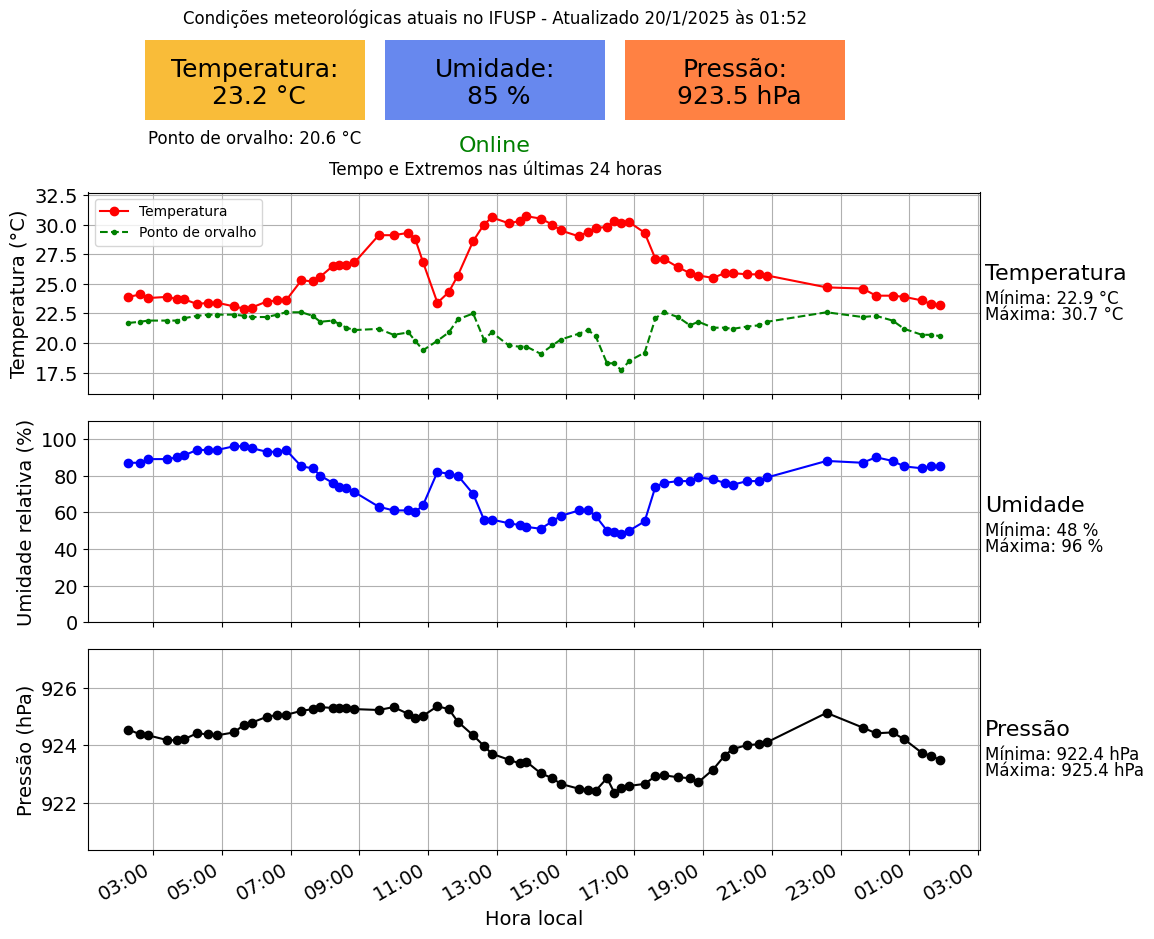 Condições meteorológicas atuais no IFUSP - Atualizado 20/1/2025 às 01:52
Temperatura:
23.2 °C
Umidade:
85 %
Pressão:
923.5 hPa
Ponto de orvalho: 20.6 °C
Online
Tempo e Extremos nas últimas 24 horas
Temperatura (°C)
32.5
30.0
27.5
25.0
22.5
20.0
17.5
Temperatura
Ponto de orvalho
Temperatura
Mínima: 22.9 °C
Máxima: 30.7 °C
Umidade relativa (%)
100
80
60
40
20
0
Umidade
Mínima: 48 %
Máxima: 96 %
Pressão (hPa)
926
924
922
Pressão
Mínima: 922.4 hPa
Máxima: 925.4 hPa
03:00 05:00 07:00 09:00 11:00 13:00 15:00 17:00 19:00 21:00 23:00 01:00 03:00
Hora local